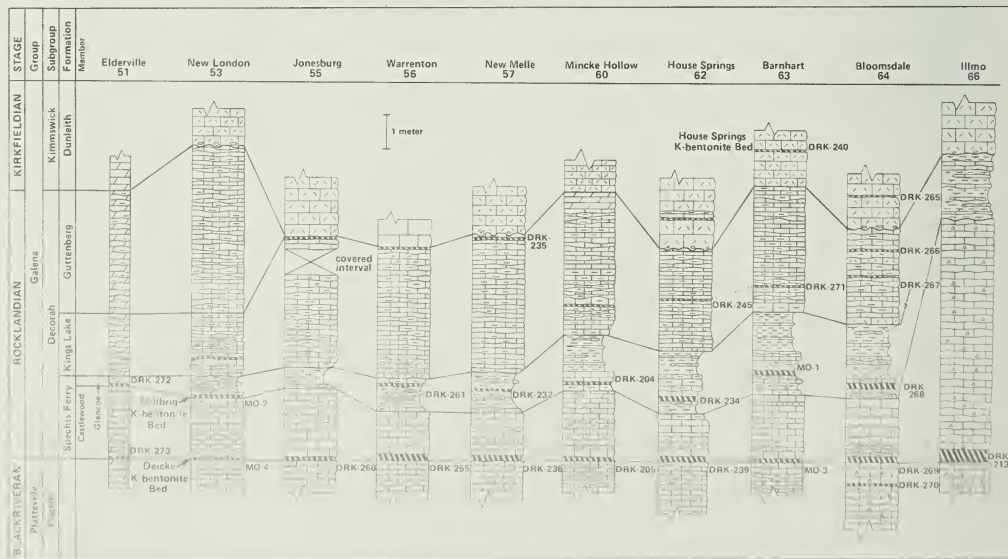 STAGE
Group
Subgroup
Formation
Member
Elderville
51
New London
53
Jonesburg
55
Warrenton
56
New Melle
57
Mincke Hollow
60
House Springs
62
Barnhart
63
Bloomsdale
64
Illmo
66
KIRKFIELDIAN
Kimmswick
Dunleith
ROCKLANDIAN
Galena
Decorah
Guttenberg
Kings Lake
Spechts Ferry
Castlewood
Glencoe
BLACKRIVERAN
Platteville
1 meter
covered
interval
House Springs
K-bentonite Bed
DRK-240
DRK-
235
DRK-245
DRK-271
DRK-265
DRK-266
DRK-267
?
DRK-272
Millbrig
K-bentonite
Bed
MO-2
DRK-261
DRK-232
DRK-204
DRK-234
MO-1
DRK-
268
DRK-273
Deicke
K-bentonite
Bed
MO-4
DRK-260
DRK-255
DRK-236
DRK-205
DRK-239
MO-3
DRK-269
DRK-270
DRK-
213